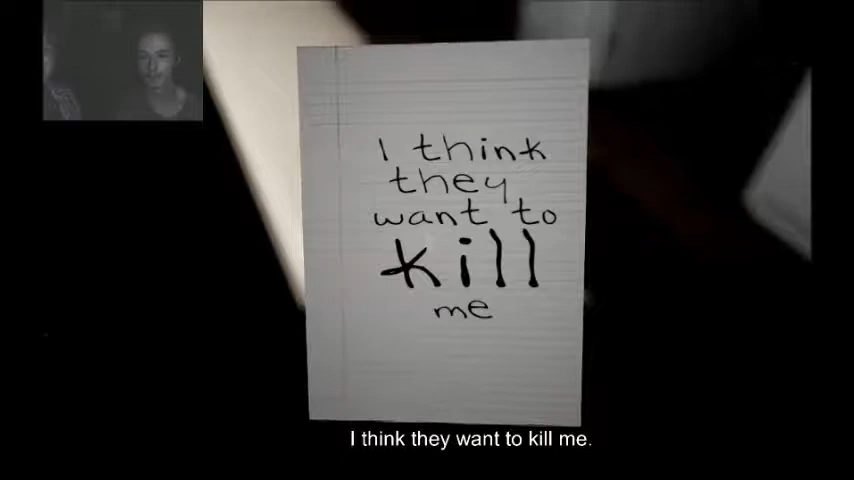 I think
they
want to
kill
me
I think they want to kill me.